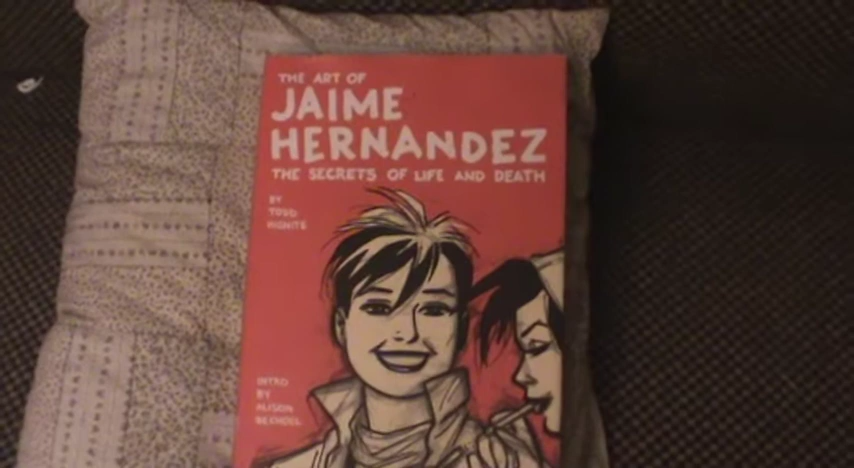 THE ART OF
JAIME
HERNANDEZ
THE SECRETS OF LIFE AND DEATH
BY
TODD
HIGNITE
INTRO
BY
ALISON
BECHDEL